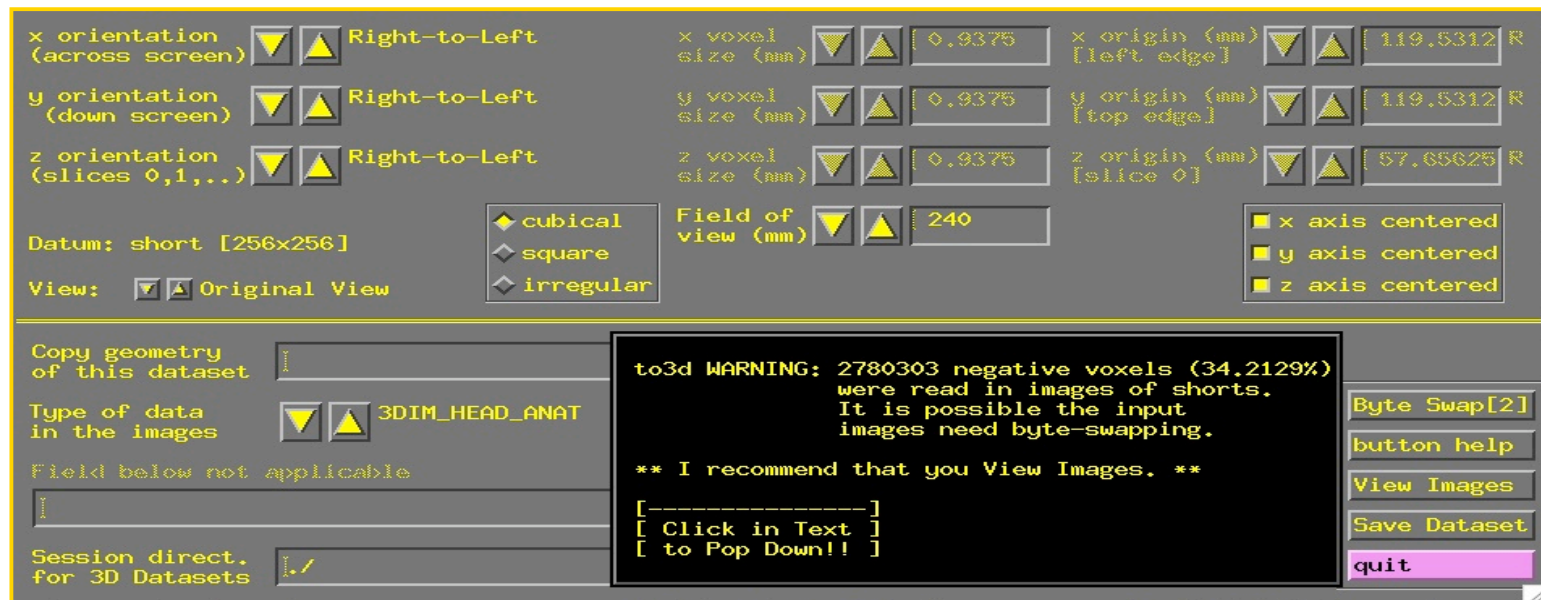 x orientation
(across screen)
Right-to-Left
x voxel
size (mm)
0.9375
x origin (mm)
[left edge]
119.5312 R
y orientation
(down screen)
Right-to-Left
y voxel
size (mm)
0.9375
y origin (mm)
[top edge]
119.5312 R
z orientation
(slices 0,1,..)
Right-to-Left
z voxel
size (mm)
0.9375
z origin (mm)
[slice 0]
57.65625 R
Datum: short [256x256]
View: Original View
cubical
square
irregular
Field of
view (mm)
240
x axis centered
y axis centered
z axis centered
Copy geometry
of this dataset
Type of data
in the images
3DIM_HEAD_ANAT
Field below not applicable
Session direct.
for 3D Datasets
./
to3d WARNING: 2780303 negative voxels (34.2129%)
were read in images of shorts.
It is possible the input
images need byte-swapping.
** I recommend that you View Images. **
[---------------]
[ Click in Text ]
[ to Pop Down!! ]
Byte Swap[2]
button help
View Images
Save Dataset
quit